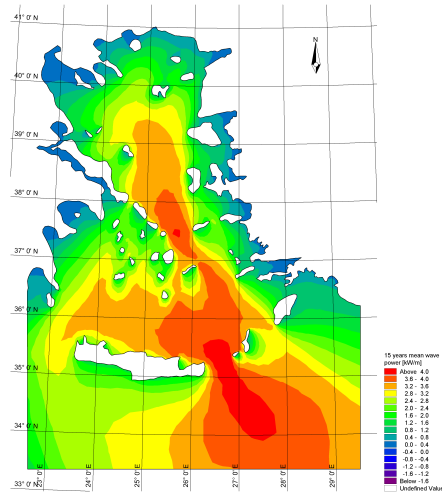 41° 0' N
N
40° 0' N
39° 0' N
38° 0' N
37° 0' N
36° 0' N
35° 0' N
34° 0' N
33° 0' N
23° 0' E
24° 0' E
25° 0' E
26° 0' E
27° 0' E
28° 0' E
29° 0' E
15 years mean wave
power [kW/m]
Above 4.0
3.6 - 4.0
3.2 - 3.6
2.8 - 3.2
2.4 - 2.8
2.0 - 2.4
1.6 - 2.0
1.2 - 1.6
0.8 - 1.2
0.4 - 0.8
0.0 - 0.4
-0.4 - 0.0
-0.8 - -0.4
-1.2 - -0.8
-1.6 - -1.2
Below -1.6
Undefined Value